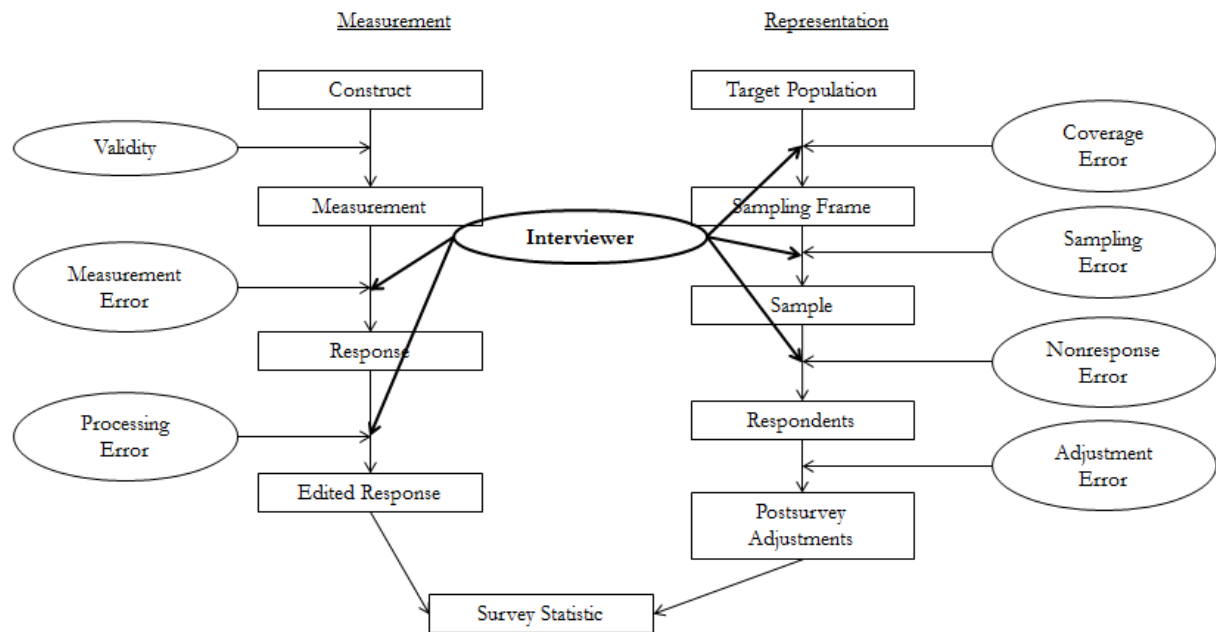 Measurement
Representation
Construct
Target Population
Validity
Coverage
Error
Measurement
Sampling Frame
Interviewer
Measurement
Error
Sampling
Error
Sample
Response
Nonresponse
Error
Processing
Error
Respondents
Adjustment
Error
Edited Response
Postsurvey
Adjustments
Survey Statistic